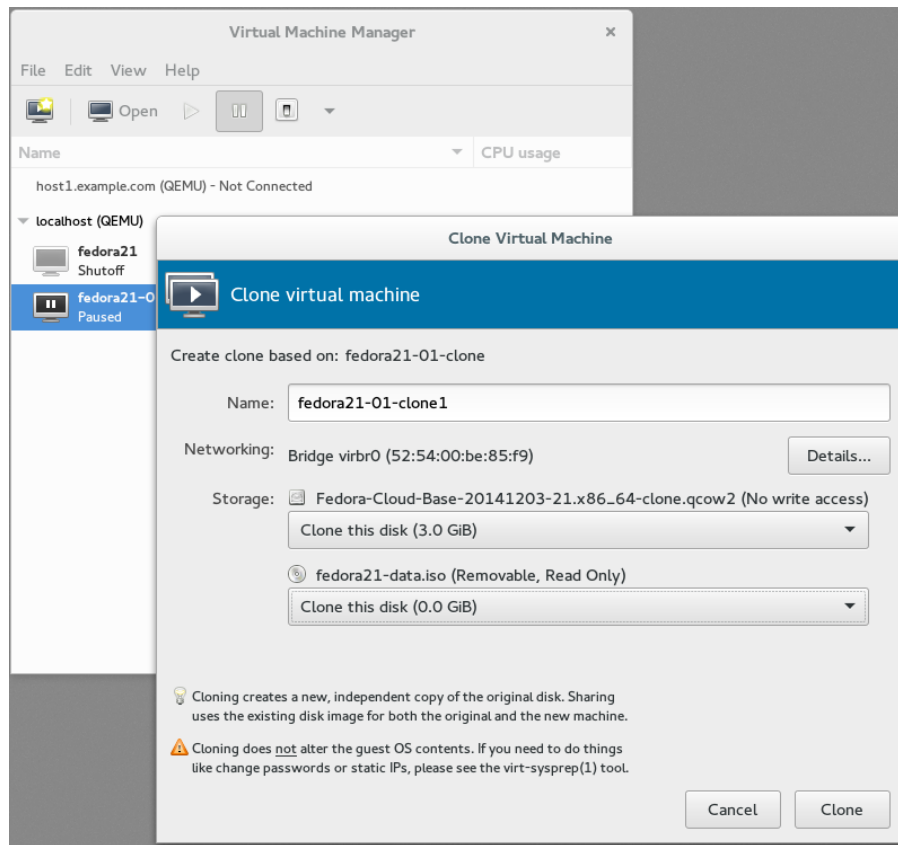 Virtual Machine Manager
File Edit View Help
Open
Name CPU usage
host1.example.com (QEMU) - Not Connected
localhost (QEMU)
fedora21
Shutoff
fedora21-0
Paused
Clone Virtual Machine
Clone virtual machine
Create clone based on: fedora21-01-clone
Name: fedora21-01-clone1
Networking: Bridge virbr0 (52:54:00:be:85:f9) Details...
Storage: Fedora-Cloud-Base-20141203-21.x86_64-clone.qcow2 (No write access)
Clone this disk (3.0 GiB)
fedora21-data.iso (Removable, Read Only)
Clone this disk (0.0 GiB)
Cloning creates a new, independent copy of the original disk. Sharing
uses the existing disk image for both the original and the new machine.
Cloning does not alter the guest OS contents. If you need to do things
like change passwords or static IPs, please see the virt-sysprep(1) tool.
Cancel Clone